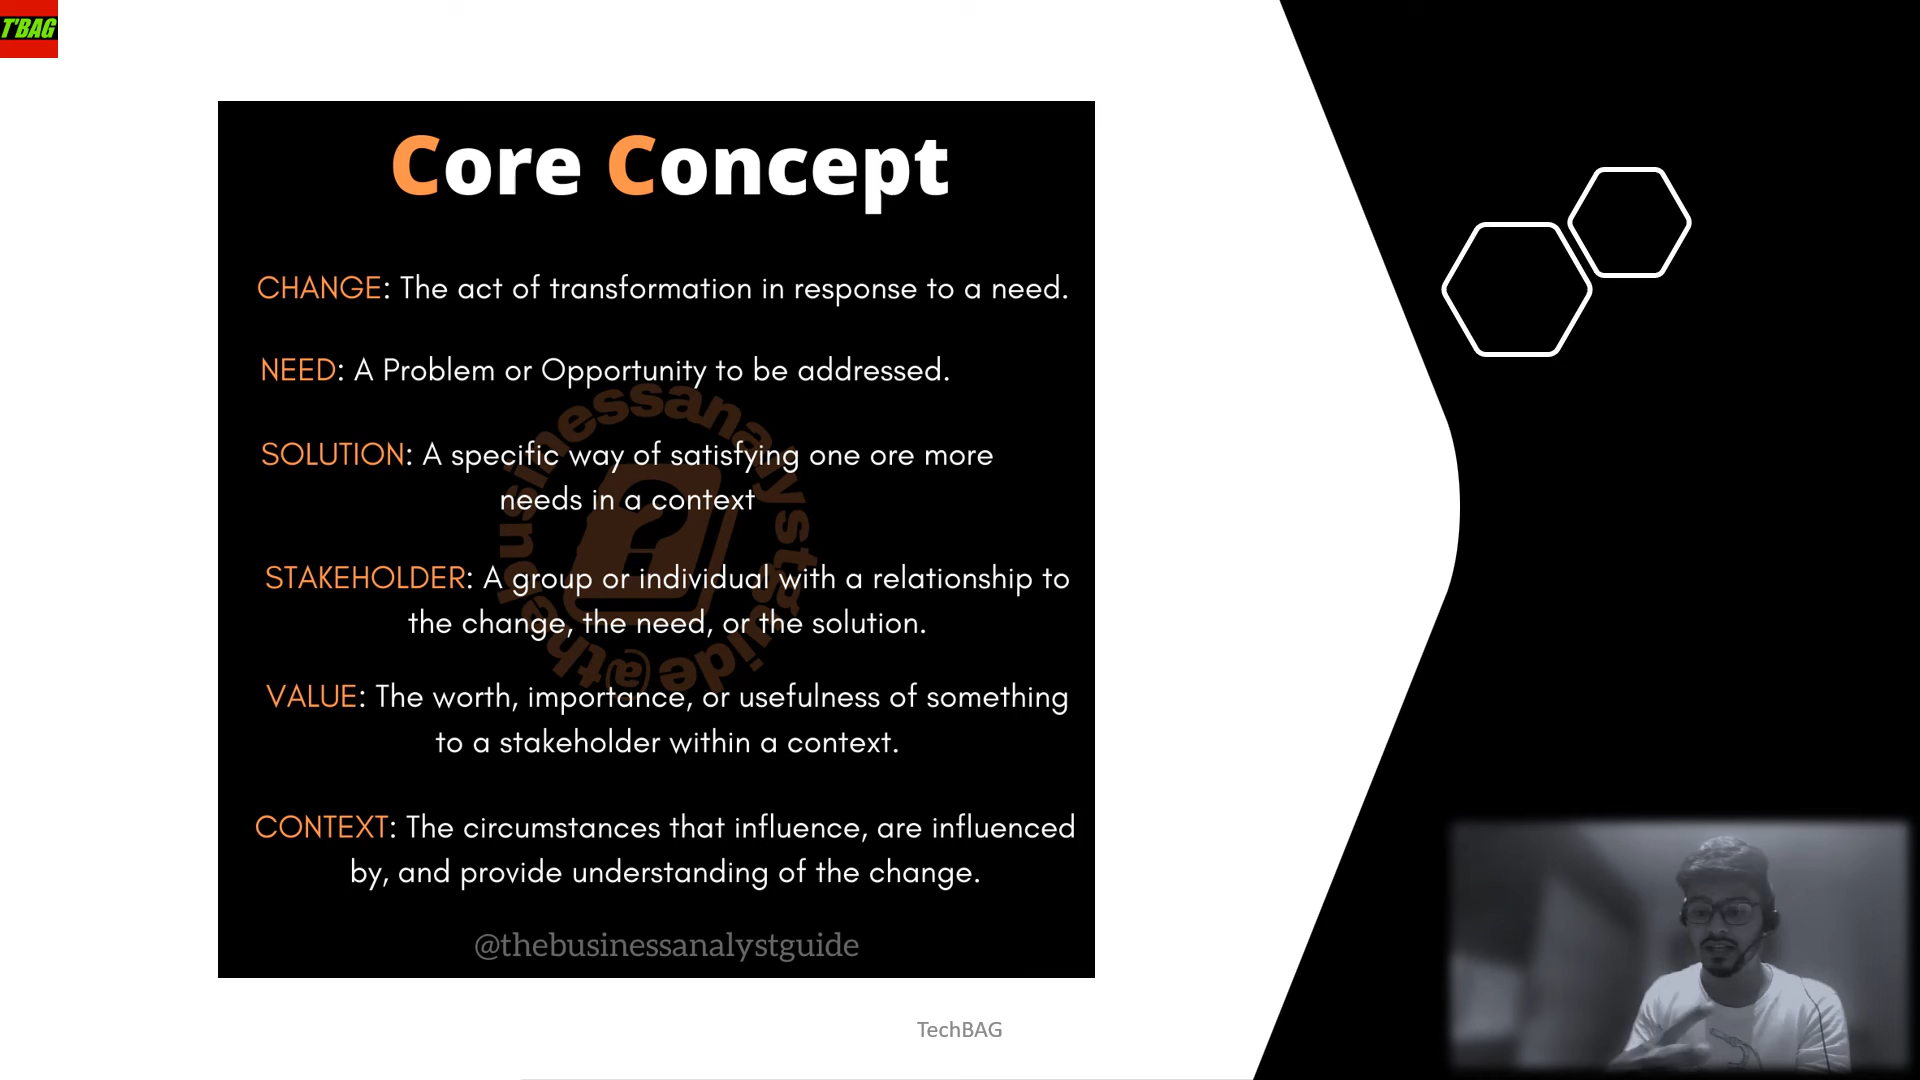 T'BAG
Core Concept
CHANGE: The act of transformation in response to a need.
NEED: A Problem or Opportunity to be addressed.
SOLUTION: A specific way of satisfying one ore more
needs in a context
STAKEHOLDER: A group or individual with a relationship to
the change, the need, or the solution.
VALUE: The worth, importance, or usefulness of something
to a stakeholder within a context.
CONTEXT: The circumstances that influence, are influenced
by, and provide understanding of the change.
@thebusinessanalystguide
@thebusinessanalystguide
TechBAG